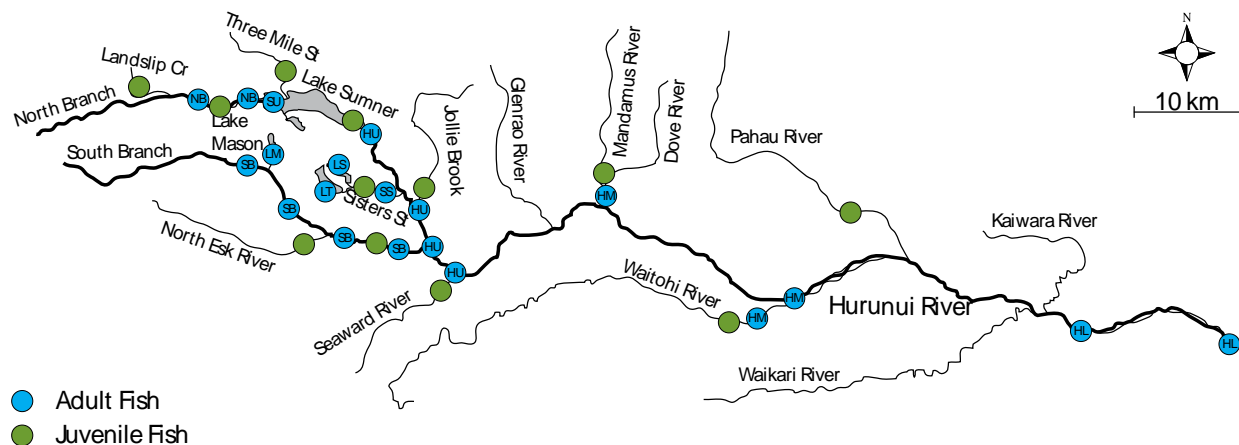 N
10 km
Three Mile St
Landslip Cr
Lake Sumner
North Branch
NB
NB
SU
HU
Lake
Mason
LM
South Branch
SB
LS
LT
SS
Sisters St
HU
Jollie Brook
Glenrao River
Mandamus River
Dove River
HM
Pahau River
SB
North Esk River
SB
SB
HU
HU
Seaward River
Waitohi River
HM
HM
Hurunui River
Kaiwara River
HL
HL
Waikari River
Adult Fish
Juvenile Fish